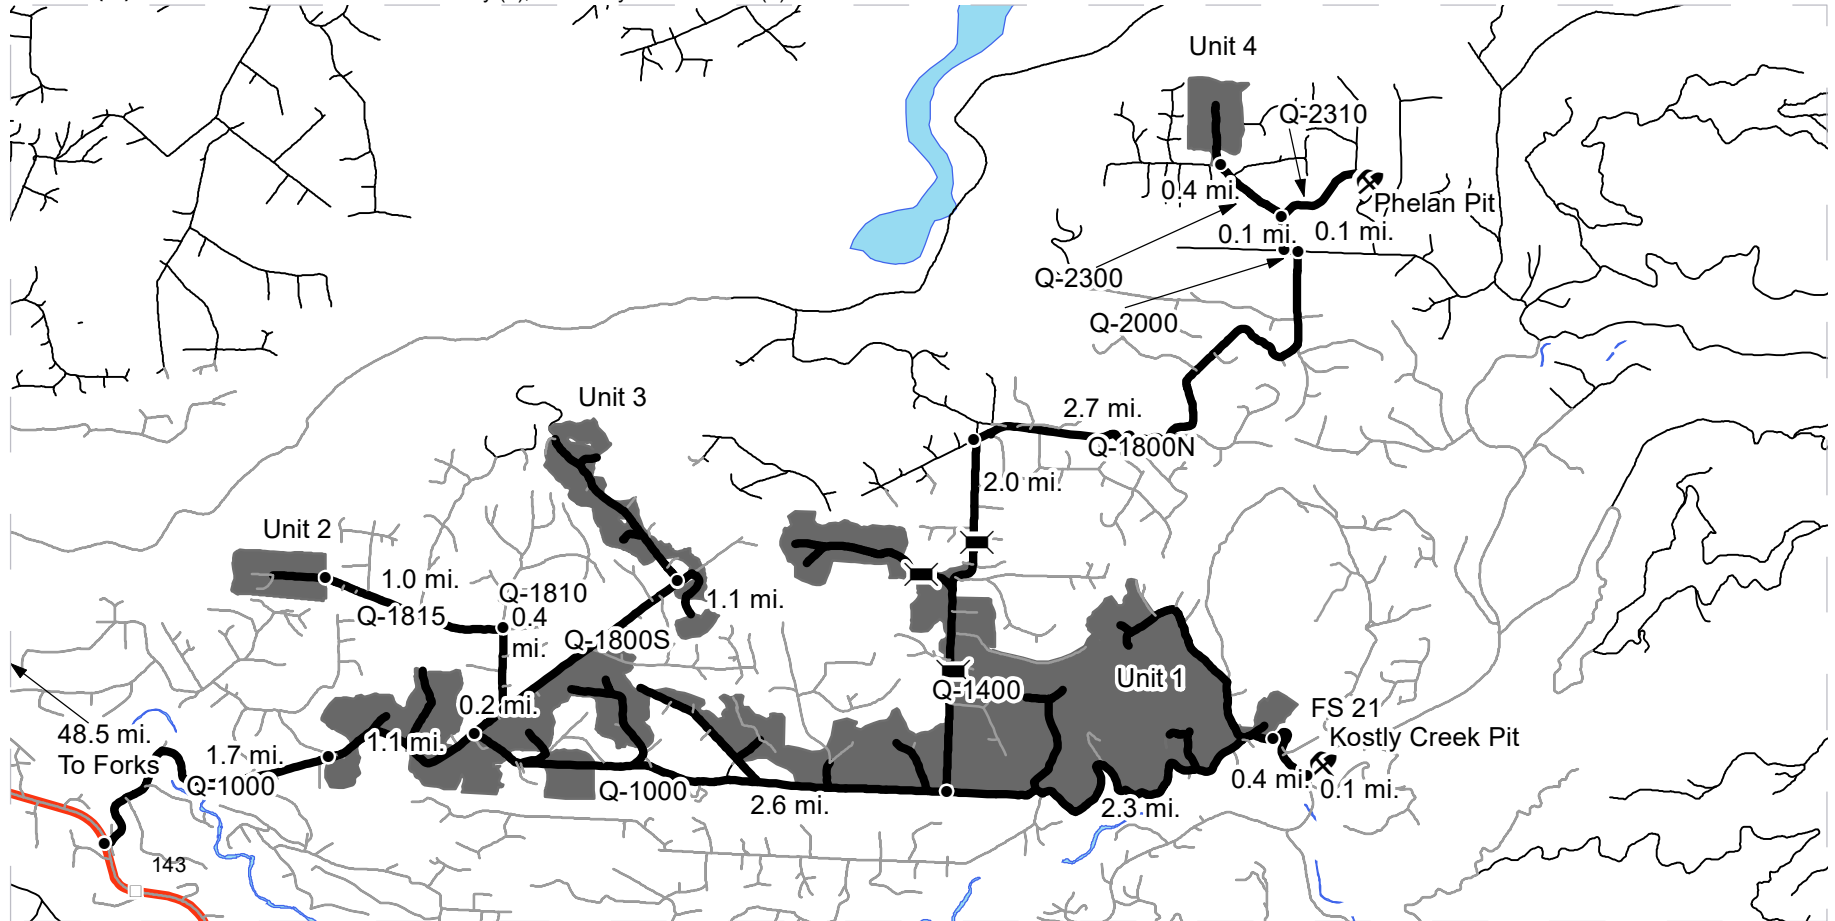 Unit 4
Q-2310
0.4 mi.
Phelan Pit
0.1 mi.
0.1 mi.
Q-2300
Q-2000
Unit 3
2.7 mi.
Q-1800N
2.0 mi.
Unit 2
1.0 mi.
Q-1810
0.4
mi.
Q-1815
1.1 mi.
Q-1800S
Unit 1
Q-1400
0.2 mi.
FS 21
Kostly Creek Pit
48.5 mi.
To Forks
1.1 mi.
1.7 mi.
Q-1000
Q-1000
2.6 mi.
2.3 mi.
0.4 mi.
0.1 mi.
143